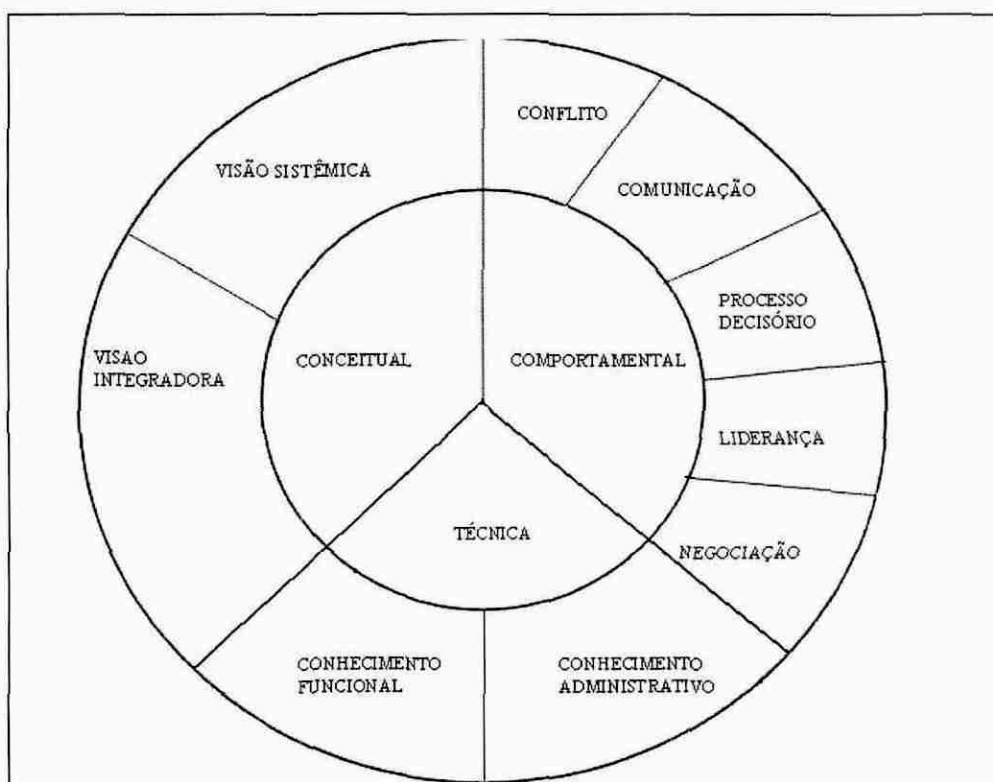 CONFLITO
VISÃO SISTÊMICA
COMUNICAÇÃO
PROCESSO
DECISÓRIO
VISAO
INTEGRADORA
CONCEITUAL
COMPORTAMENTAL
LIDERANÇA
TÉCNICA
NEGOCIAÇÃO
CONHECIMENTO
FUNCIONAL
CONHECIMENTO
ADMINISTRATIVO